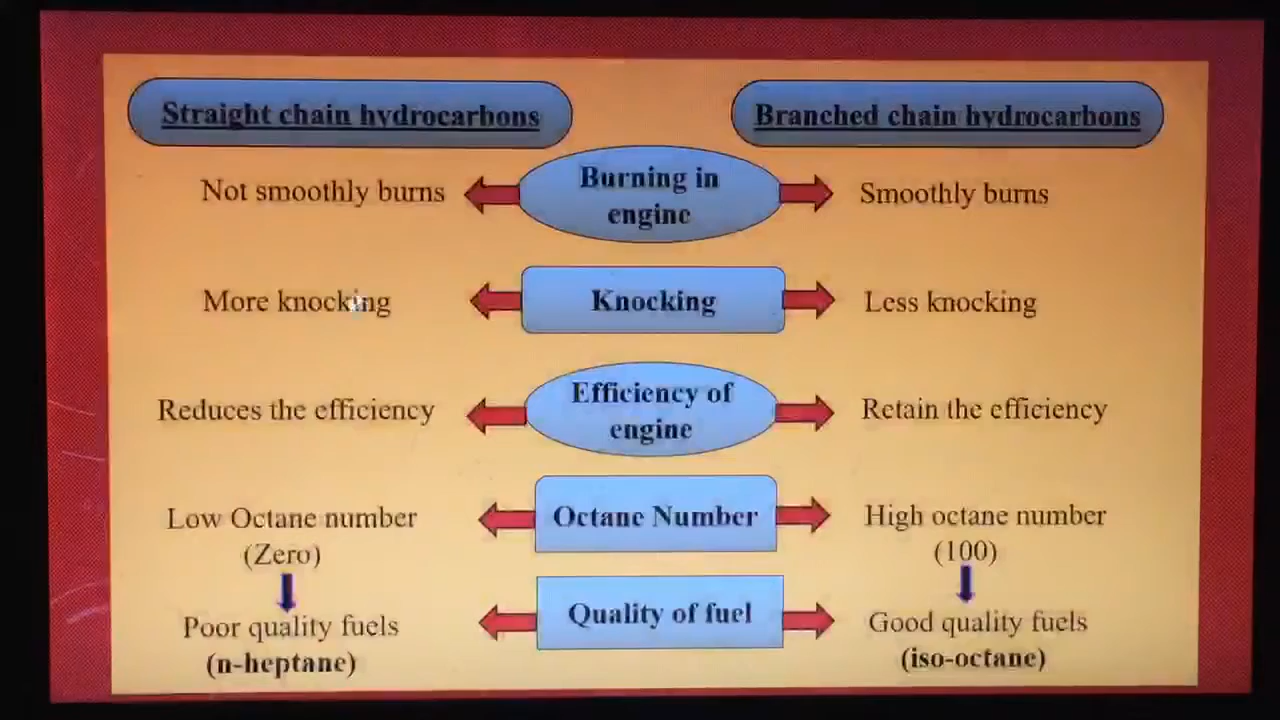 Straight chain hydrocarbons
Branched chain hydrocarbons
Burning in
engine
Not smoothly burns
Smoothly burns
More knocking
Knocking
Less knocking
Efficiency of
engine
Reduces the efficiency
Retain the efficiency
Low Octane number
(Zero)
Octane Number
High octane number
(100)
Poor quality fuels
(n-heptane)
Quality of fuel
Good quality fuels
(iso-octane)